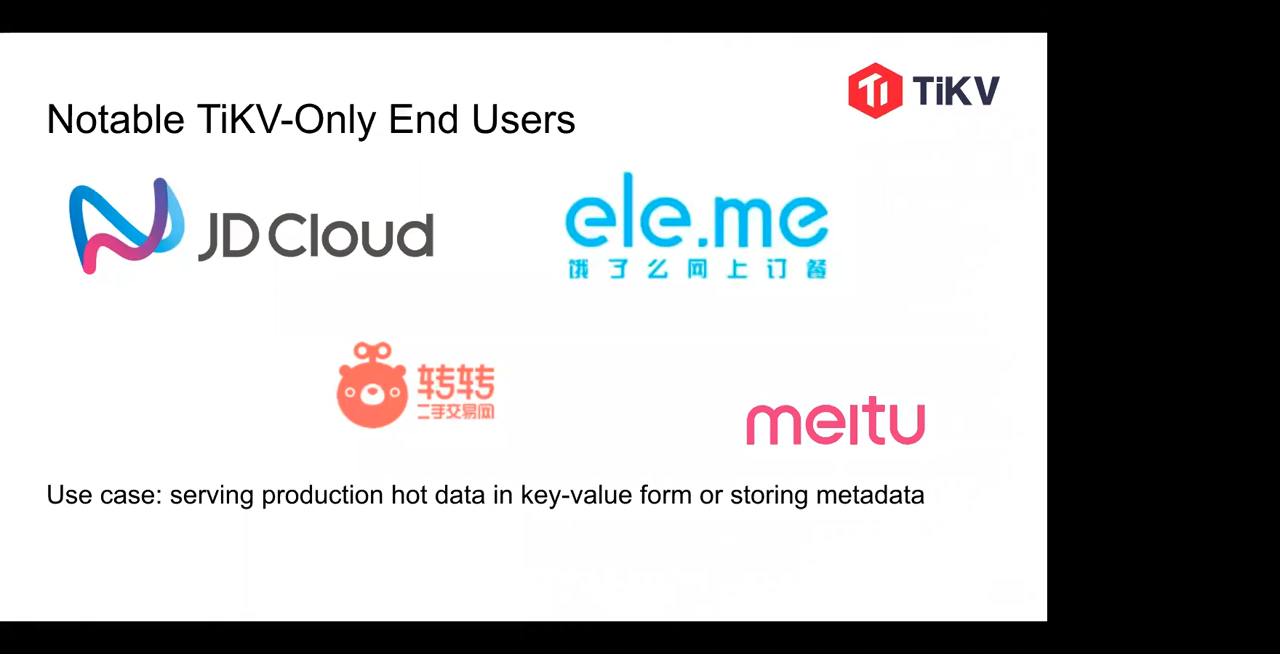 TiKV
Notable TiKV-Only End Users
JD Cloud
ele.me
饿了么网上订餐
转转
二手交易网
meitu
Use case: serving production hot data in key-value form or storing metadata